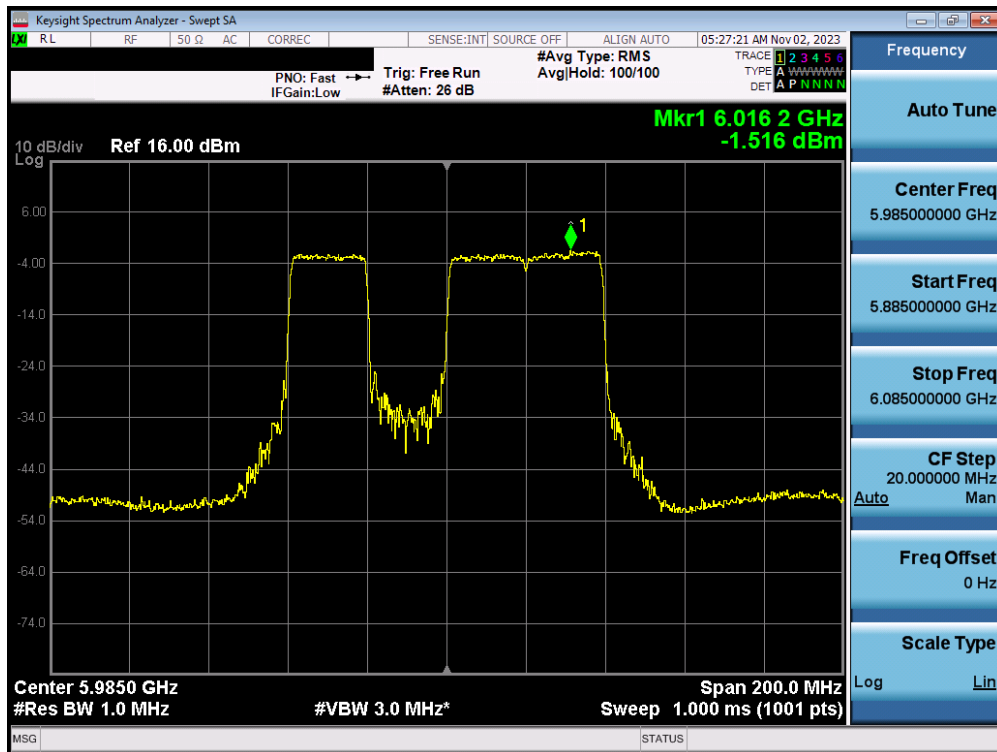 Keysight Spectrum Analyzer - Swept SA
LXI RL RF 50 Ω AC CORREC SENSE:INT SOURCE OFF ALIGN AUTO 05:27:21 AM Nov 02, 2023
PNO: Fast Trig: Free Run #Avg Type: RMS TRACE 1 2 3 4 5 6
IFGain:Low #Atten: 26 dB Avg|Hold: 100/100 TYPE A WWWWW
DET A P N N N N
Mkr1 6.016 2 GHz
-1.516 dBm
10 dB/div Ref 16.00 dBm
Log
1
6.00
-4.00
-14.0
-24.0
-34.0
-44.0
-54.0
-64.0
-74.0
Center 5.9850 GHz Span 200.0 MHz
#Res BW 1.0 MHz #VBW 3.0 MHz* Sweep 1.000 ms (1001 pts)
MSG STATUS
Frequency
Auto Tune
Center Freq
5.985000000 GHz
Start Freq
5.885000000 GHz
Stop Freq
6.085000000 GHz
CF Step
20.000000 MHz
Auto Man
Freq Offset
0 Hz
Scale Type
Log Lin